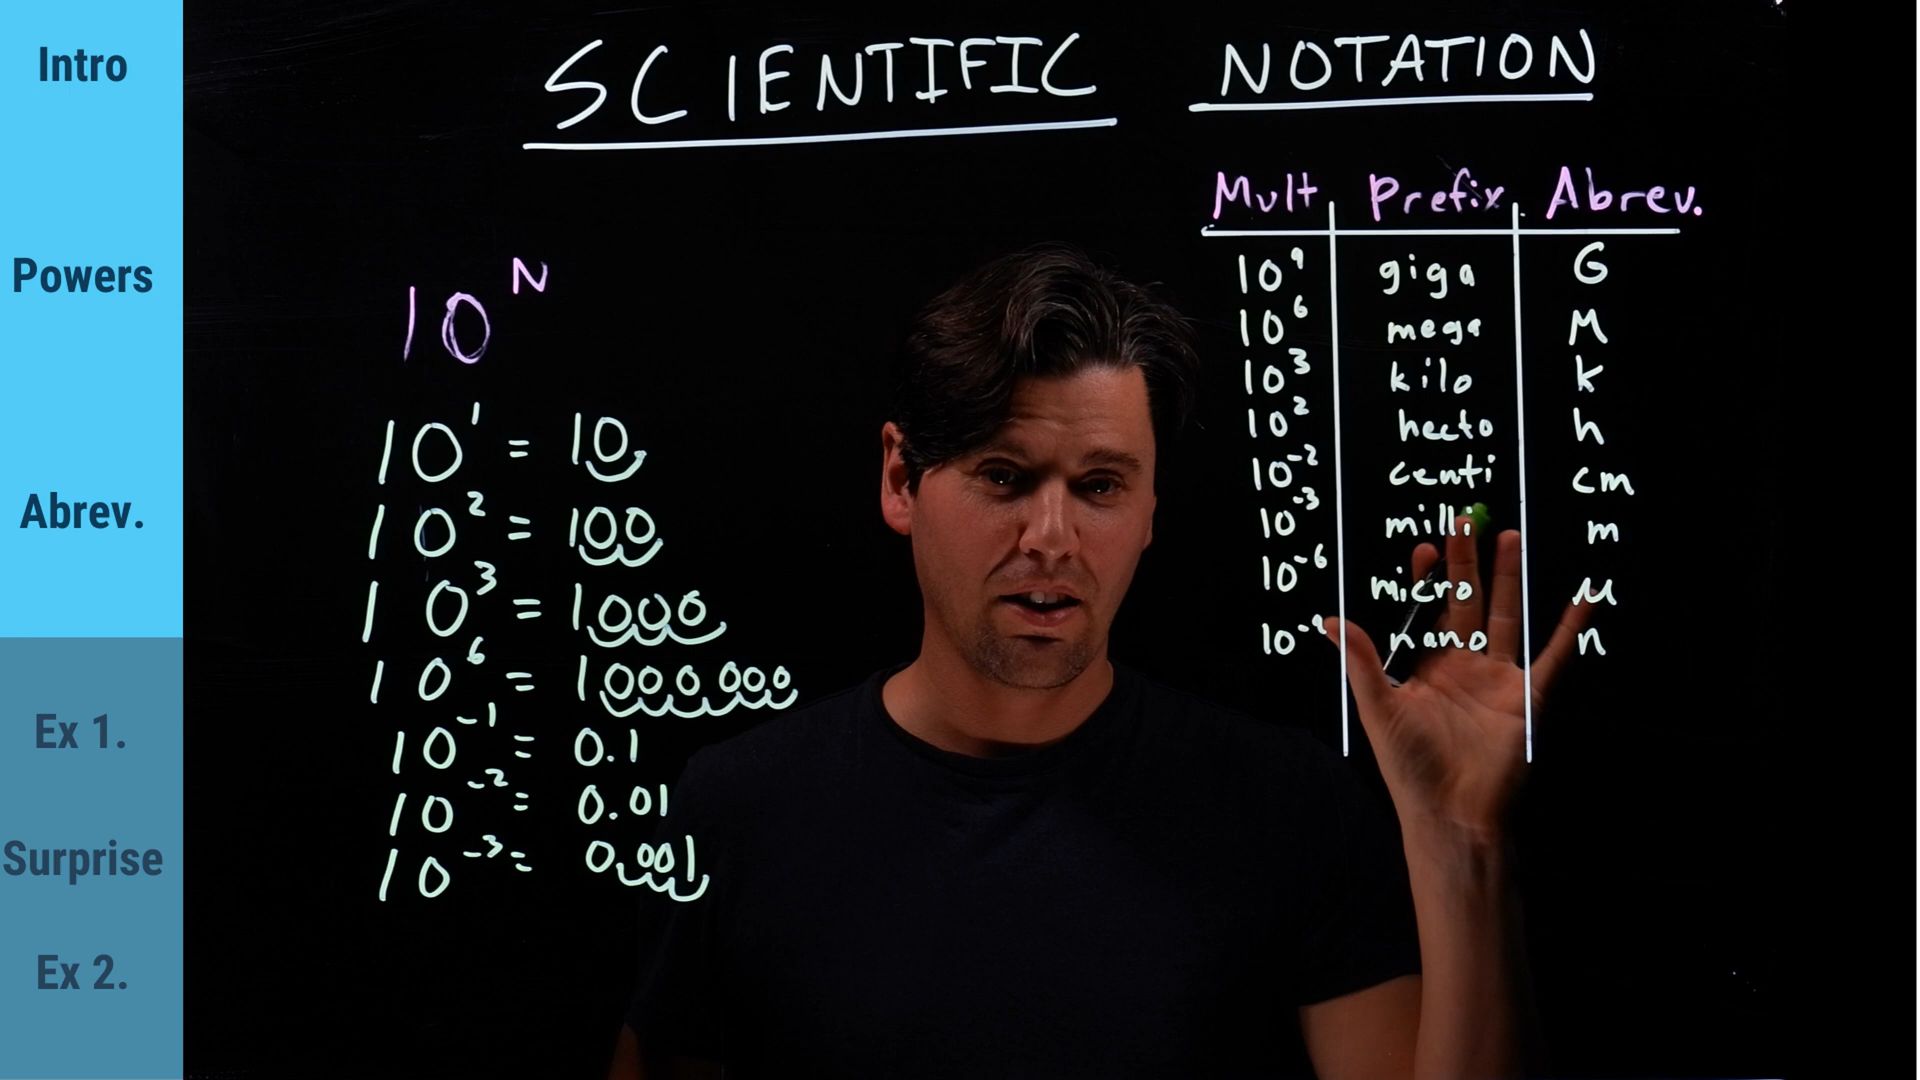 Intro
Powers
Abrev.
Ex 1.
Surprise
Ex 2.
SCIENTIFIC NOTATION
10^N
10^1 = 10
10^2 = 100
10^3 = 1000
10^6 = 1000000
10^-1 = 0.1
10^-2 = 0.01
10^-3 = 0.001
Mult Prefix Abrev.
10^9 giga G
10^6 mega M
10^3 kilo k
10^2 hecto h
10^-2 centi cm
10^-3 milli m
10^-6 micro μ
10^-9 nano n